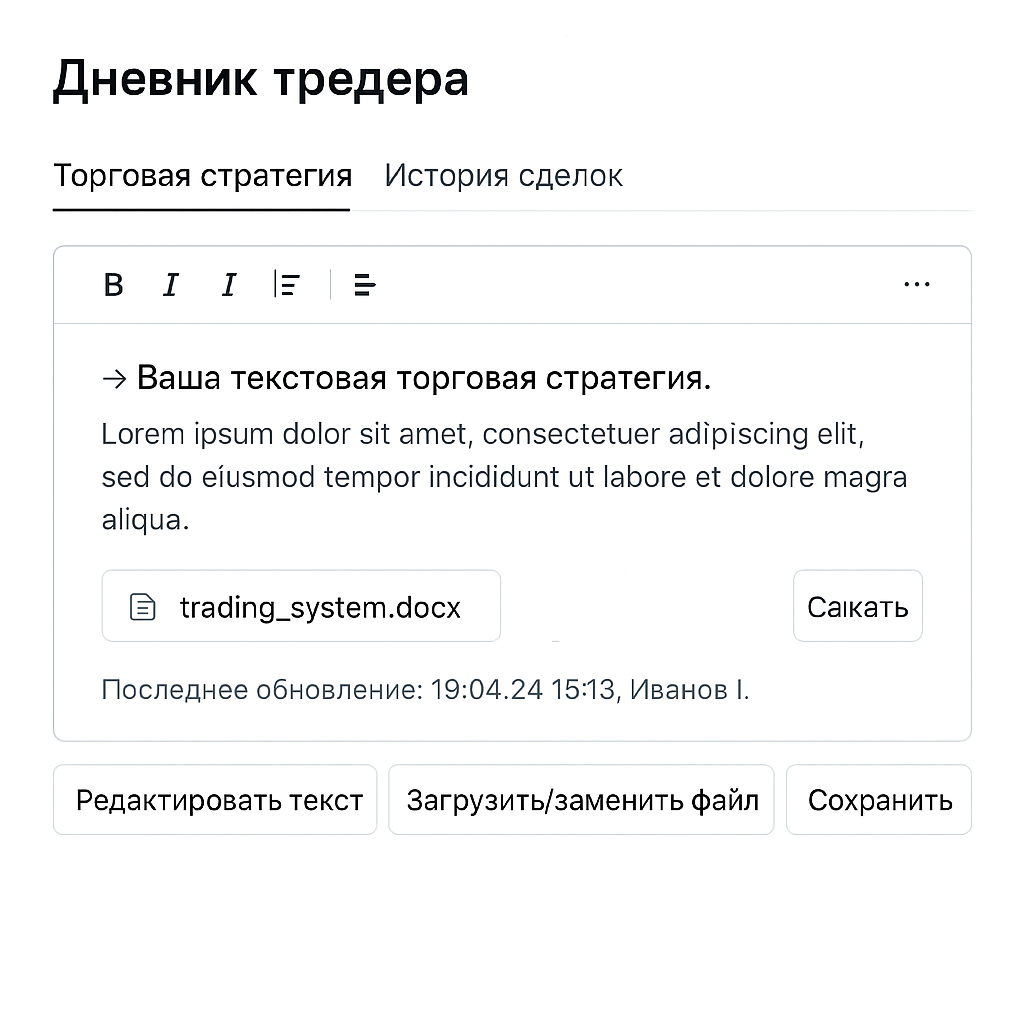 Дневник тредера
Торговая стратегия История сделок
B I I
→ Ваша текстовая торговая стратегия.
Lorem ipsum dolor sit amet, consectetuer adìpìscing elit,
sed do eíusmod tempor incididunt ut labore et dolore magra
aliqua.
trading_system.docx Саıкать
Последнее обновление: 19:04.24 15:13, Иванов I.
Редактировать текст Загрузить/заменить файл Сохранить